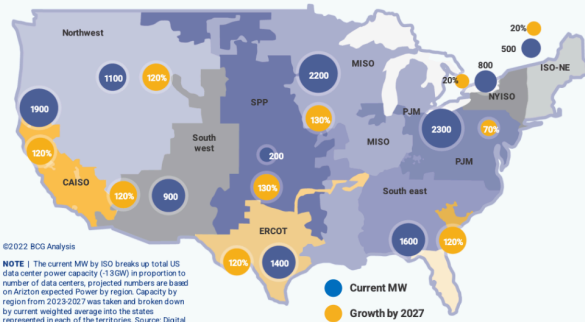 20%
500
ISO-NE
Northwest
MISO
800
20%
NYISO
1100
120%
2200
1900
SPP
130%
PJM
2300
70%
South
west
MISO
PJM
120%
200
CAISO
120%
900
130%
South east
ERCOT
©2022 BCG Analysis
120%
1400
1600
120%
NOTE | The current MW by ISO breaks up total US
data center power capacity (-13GW) in proportion to
number of data centers, projected numbers are based
on Arizton expected Power by region. Capacity by
region from 2023-2027 was taken and broken down
by current weighted average into the states
represented in each of the territories. Source: Digital
Current MW
Growth by 2027